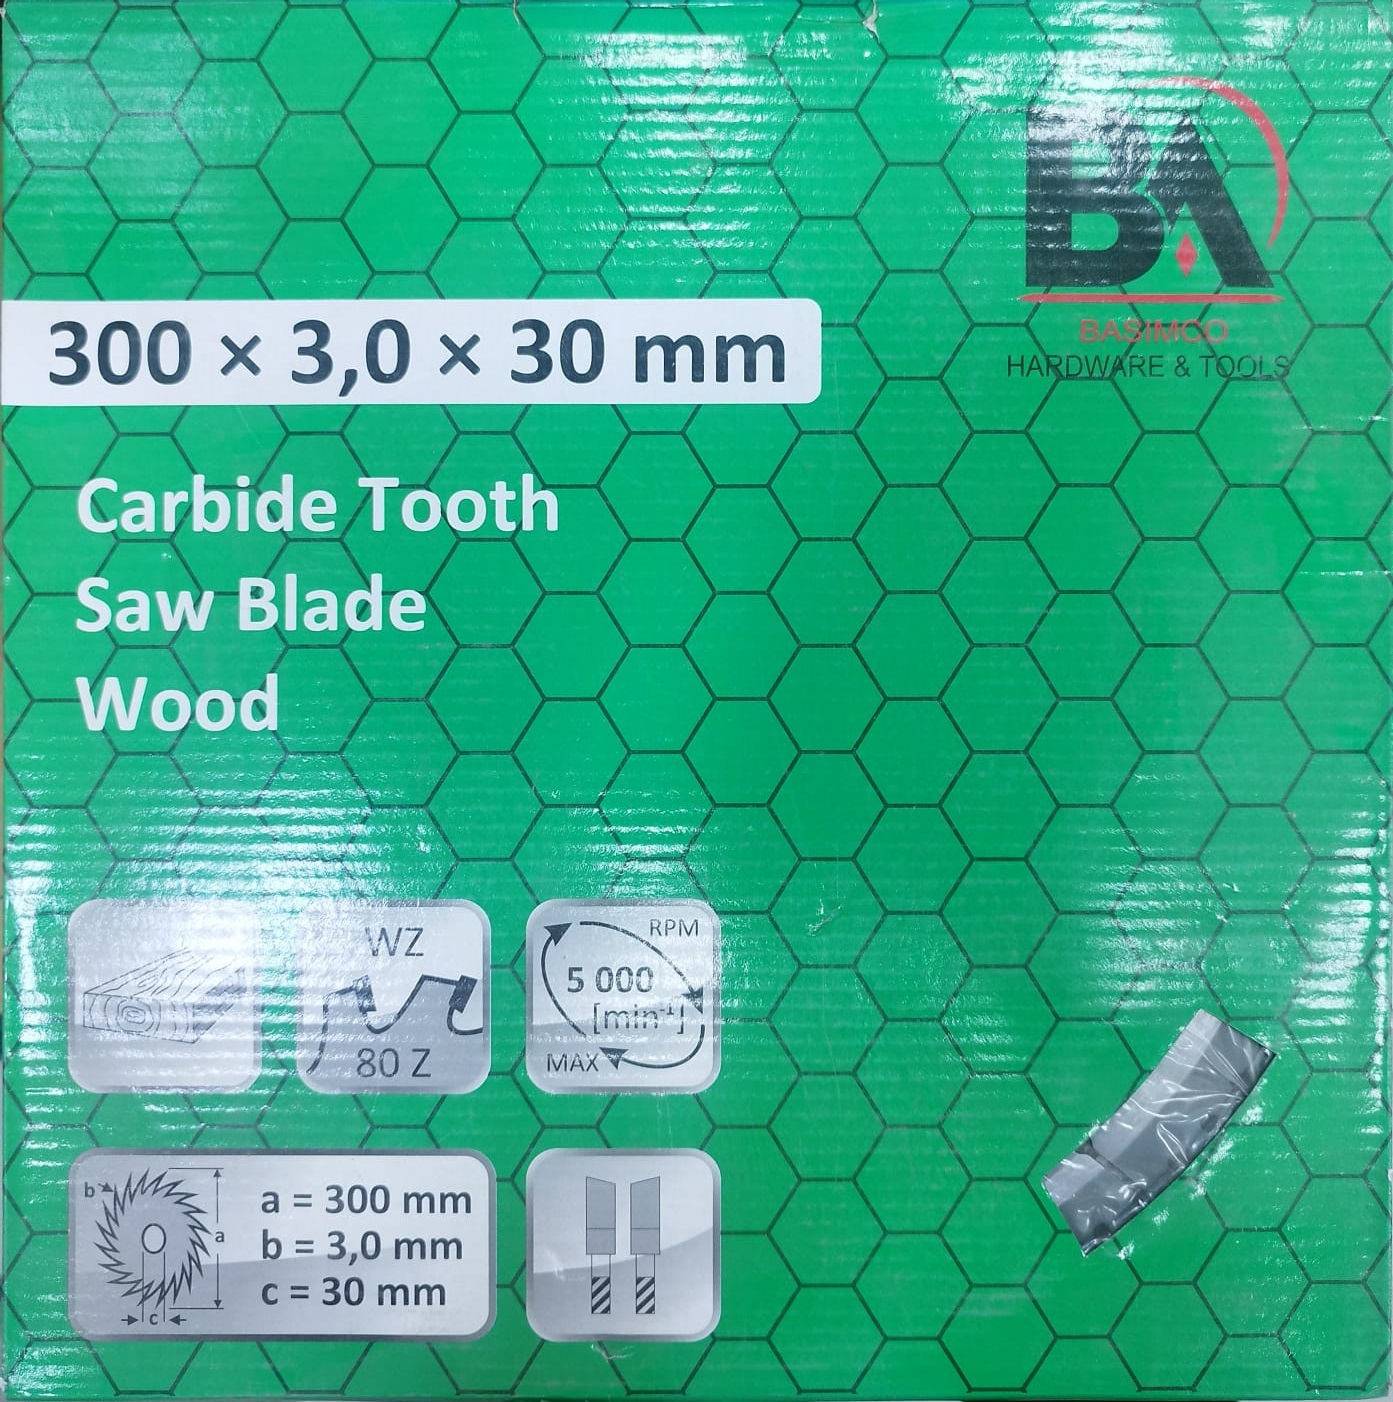 BA
BASIMCO
HARDWARE & TOOLS
300 × 3,0 × 30 mm
Carbide Tooth
Saw Blade
Wood
WZ
80 Z
RPM
5 000
[min⁻¹]
MAX
b
a
c
a = 300 mm
b = 3,0 mm
c = 30 mm